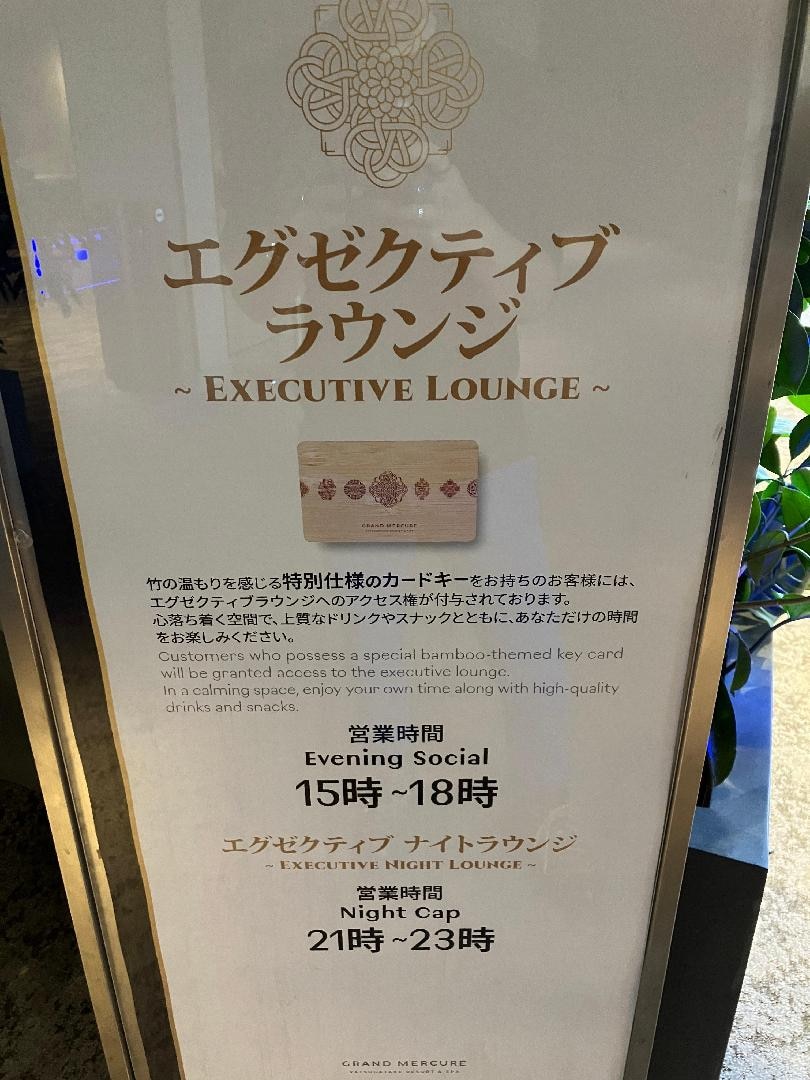 エグゼクティブ
ラウンジ
~ EXECUTIVE LOUNGE ~
GRAND MERCURE
竹の温もりを感じる特別仕様のカードキーをお持ちのお客様には、
エグゼクティブラウンジへのアクセス権が付与されております。
心落ち着く空間で、上質なドリンクやスナックとともに、あなただけの時間
をお楽しみください。
Customers who possess a special bamboo-themed key card
will be granted access to the executive lounge.
In a calming space, enjoy your own time along with high-quality
drinks and snacks.
営業時間
Evening Social
15時 ~18時
エグゼクティブ ナイトラウンジ
~ EXECUTIVE NIGHT LOUNGE ~
営業時間
Night Cap
21時 ~23時
GRAND MERCURE
YATSUGATAKE RESORT & SPA